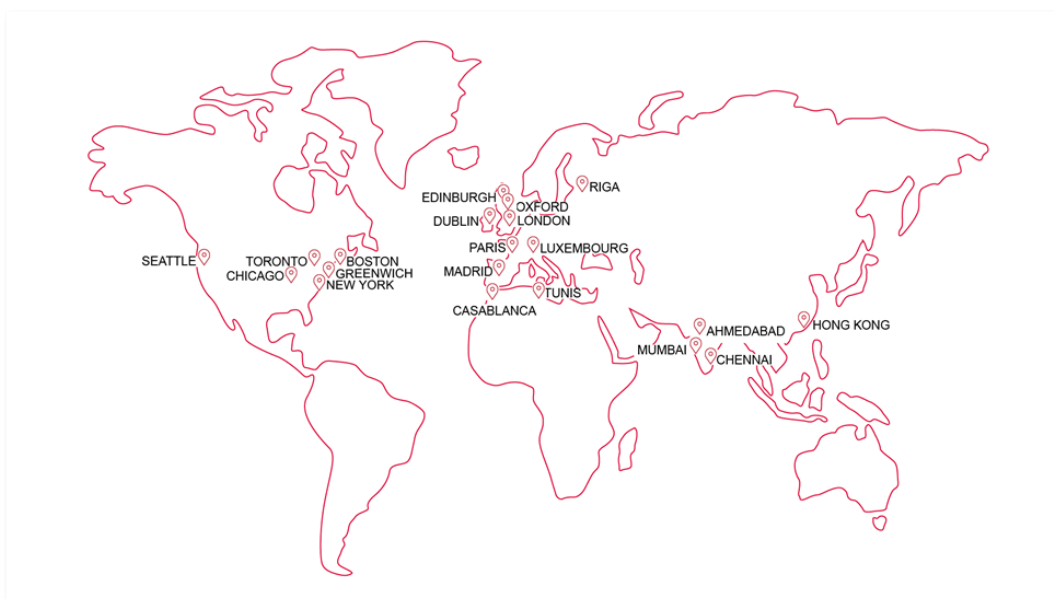 RIGA
EDINBURGH
OXFORD
DUBLIN
LONDON
PARIS
LUXEMBOURG
SEATTLE
TORONTO
BOSTON
CHICAGO
GREENWICH
NEW YORK
MADRID
TUNIS
CASABLANCA
HONG KONG
AHMEDABAD
MUMBAI
CHENNAI